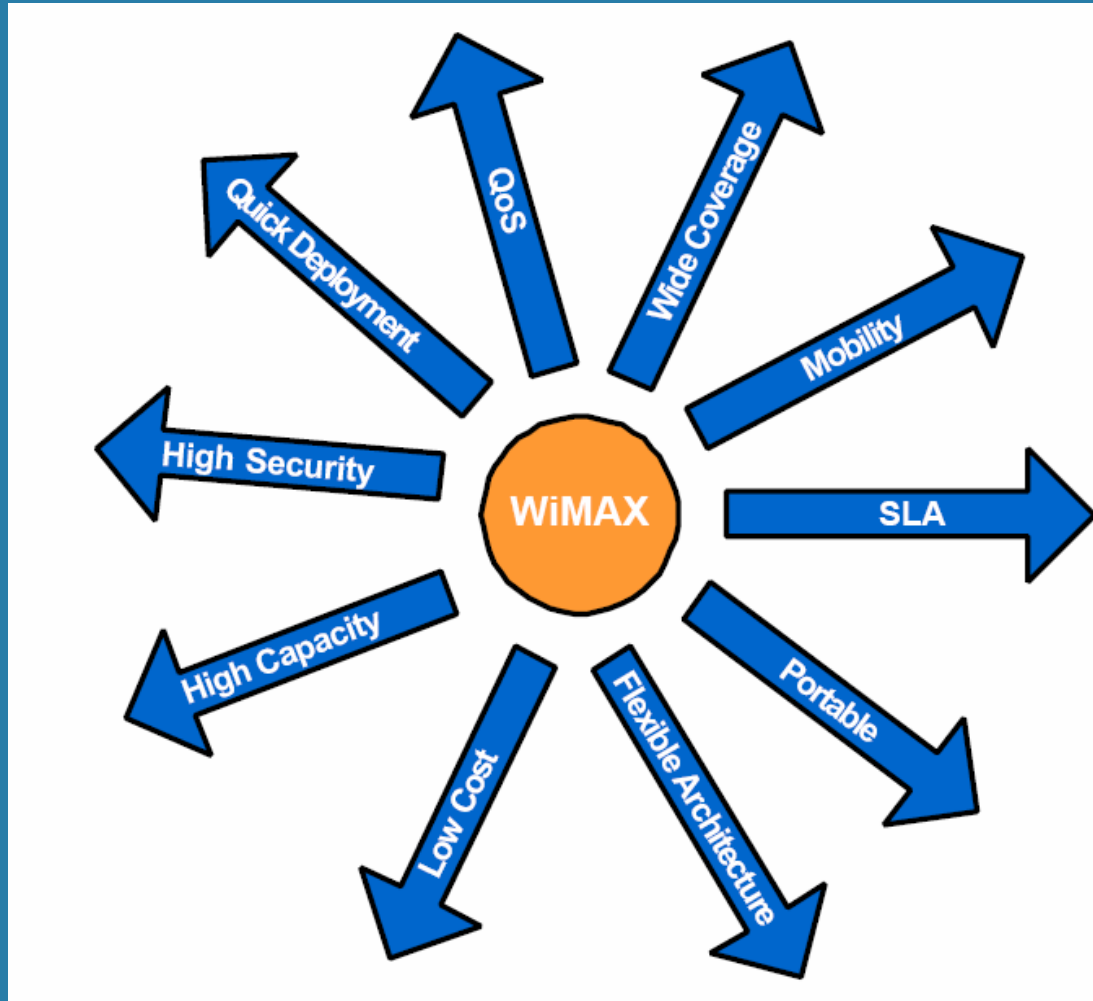 QoS
Wide Coverage
Quick Deployment
Mobility
High Security
WiMAX
SLA
High Capacity
Portable
Low Cost
Flexible Architecture